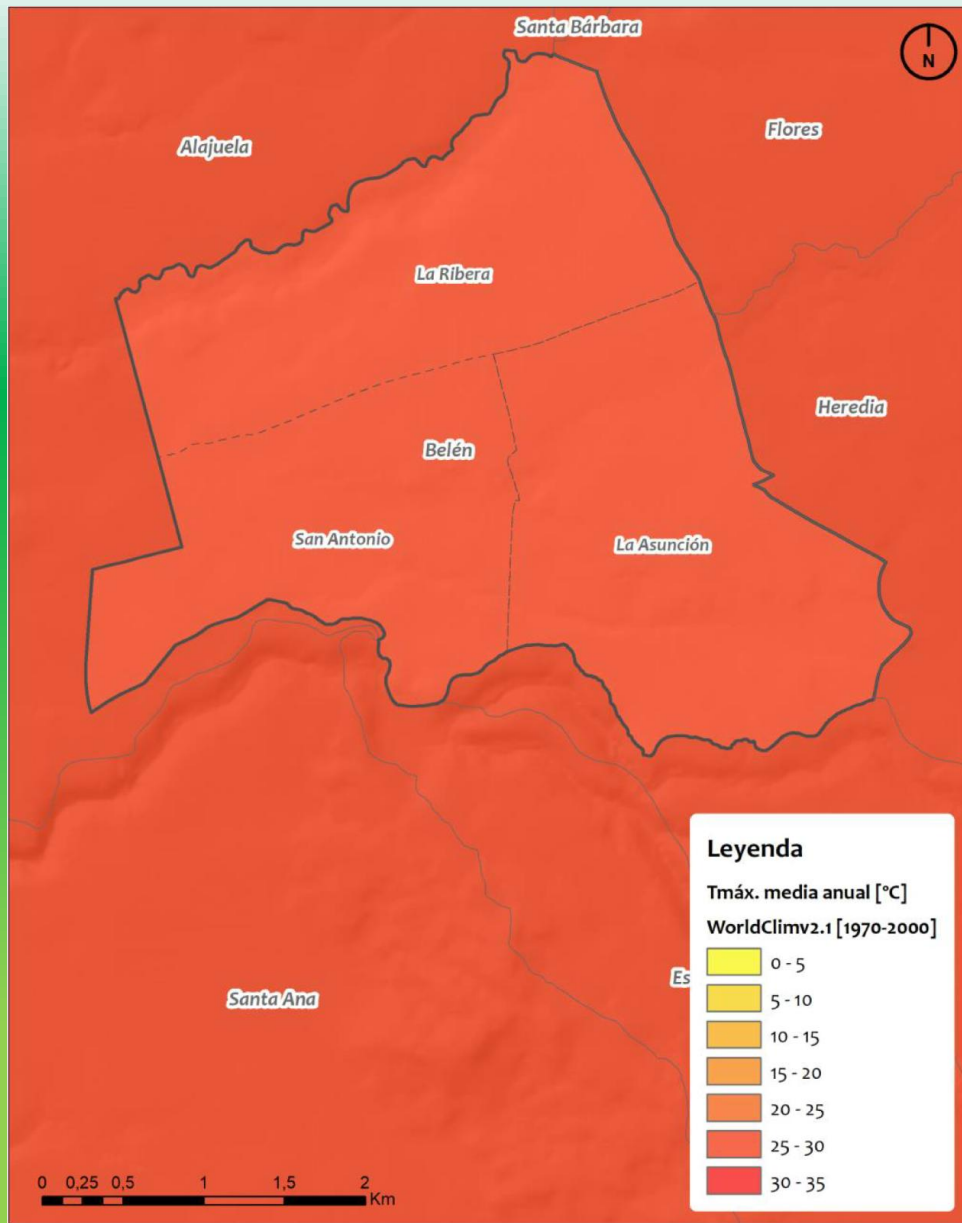 Santa Bárbara
N
Alajuela
Flores
La Ribera
Heredia
Belén
San Antonio
La Asunción
Santa Ana
Es
Leyenda
Tmáx. media anual [°C]
WorldClimv2.1 [1970-2000]
0 - 5
5 - 10
10 - 15
15 - 20
20 - 25
25 - 30
30 - 35
0 0,25 0,5 1 1,5 2
Km